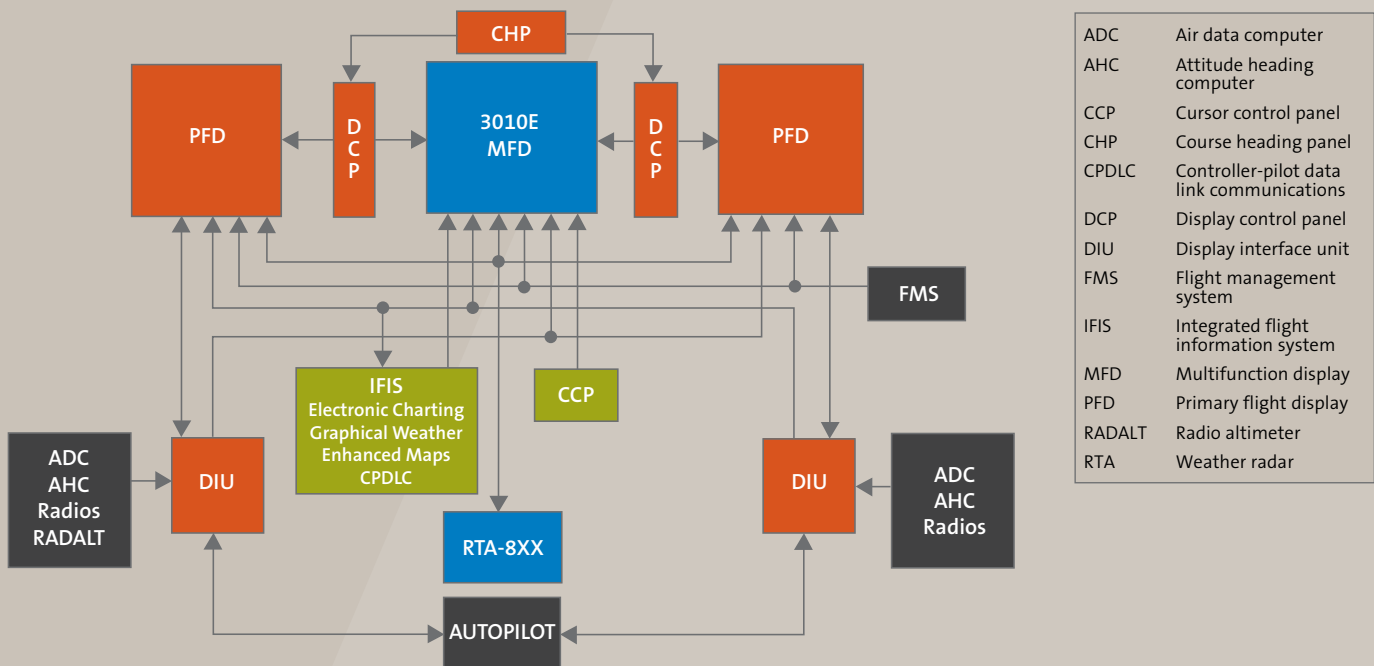 CHP
PFD
D
C
P
3010E
MFD
D
C
P
PFD
FMS
IFIS
Electronic Charting
Graphical Weather
Enhanced Maps
CPDLC
CCP
ADC
AHC
Radios
RADALT
DIU
DIU
ADC
AHC
Radios
RTA-8XX
AUTOPILOT
ADC Air data computer
AHC Attitude heading
computer
CCP Cursor control panel
CHP Course heading panel
CPDLC Controller-pilot data
link communications
DCP Display control panel
DIU Display interface unit
FMS Flight management
system
IFIS Integrated flight
information system
MFD Multifunction display
PFD Primary flight display
RADALT Radio altimeter
RTA Weather radar